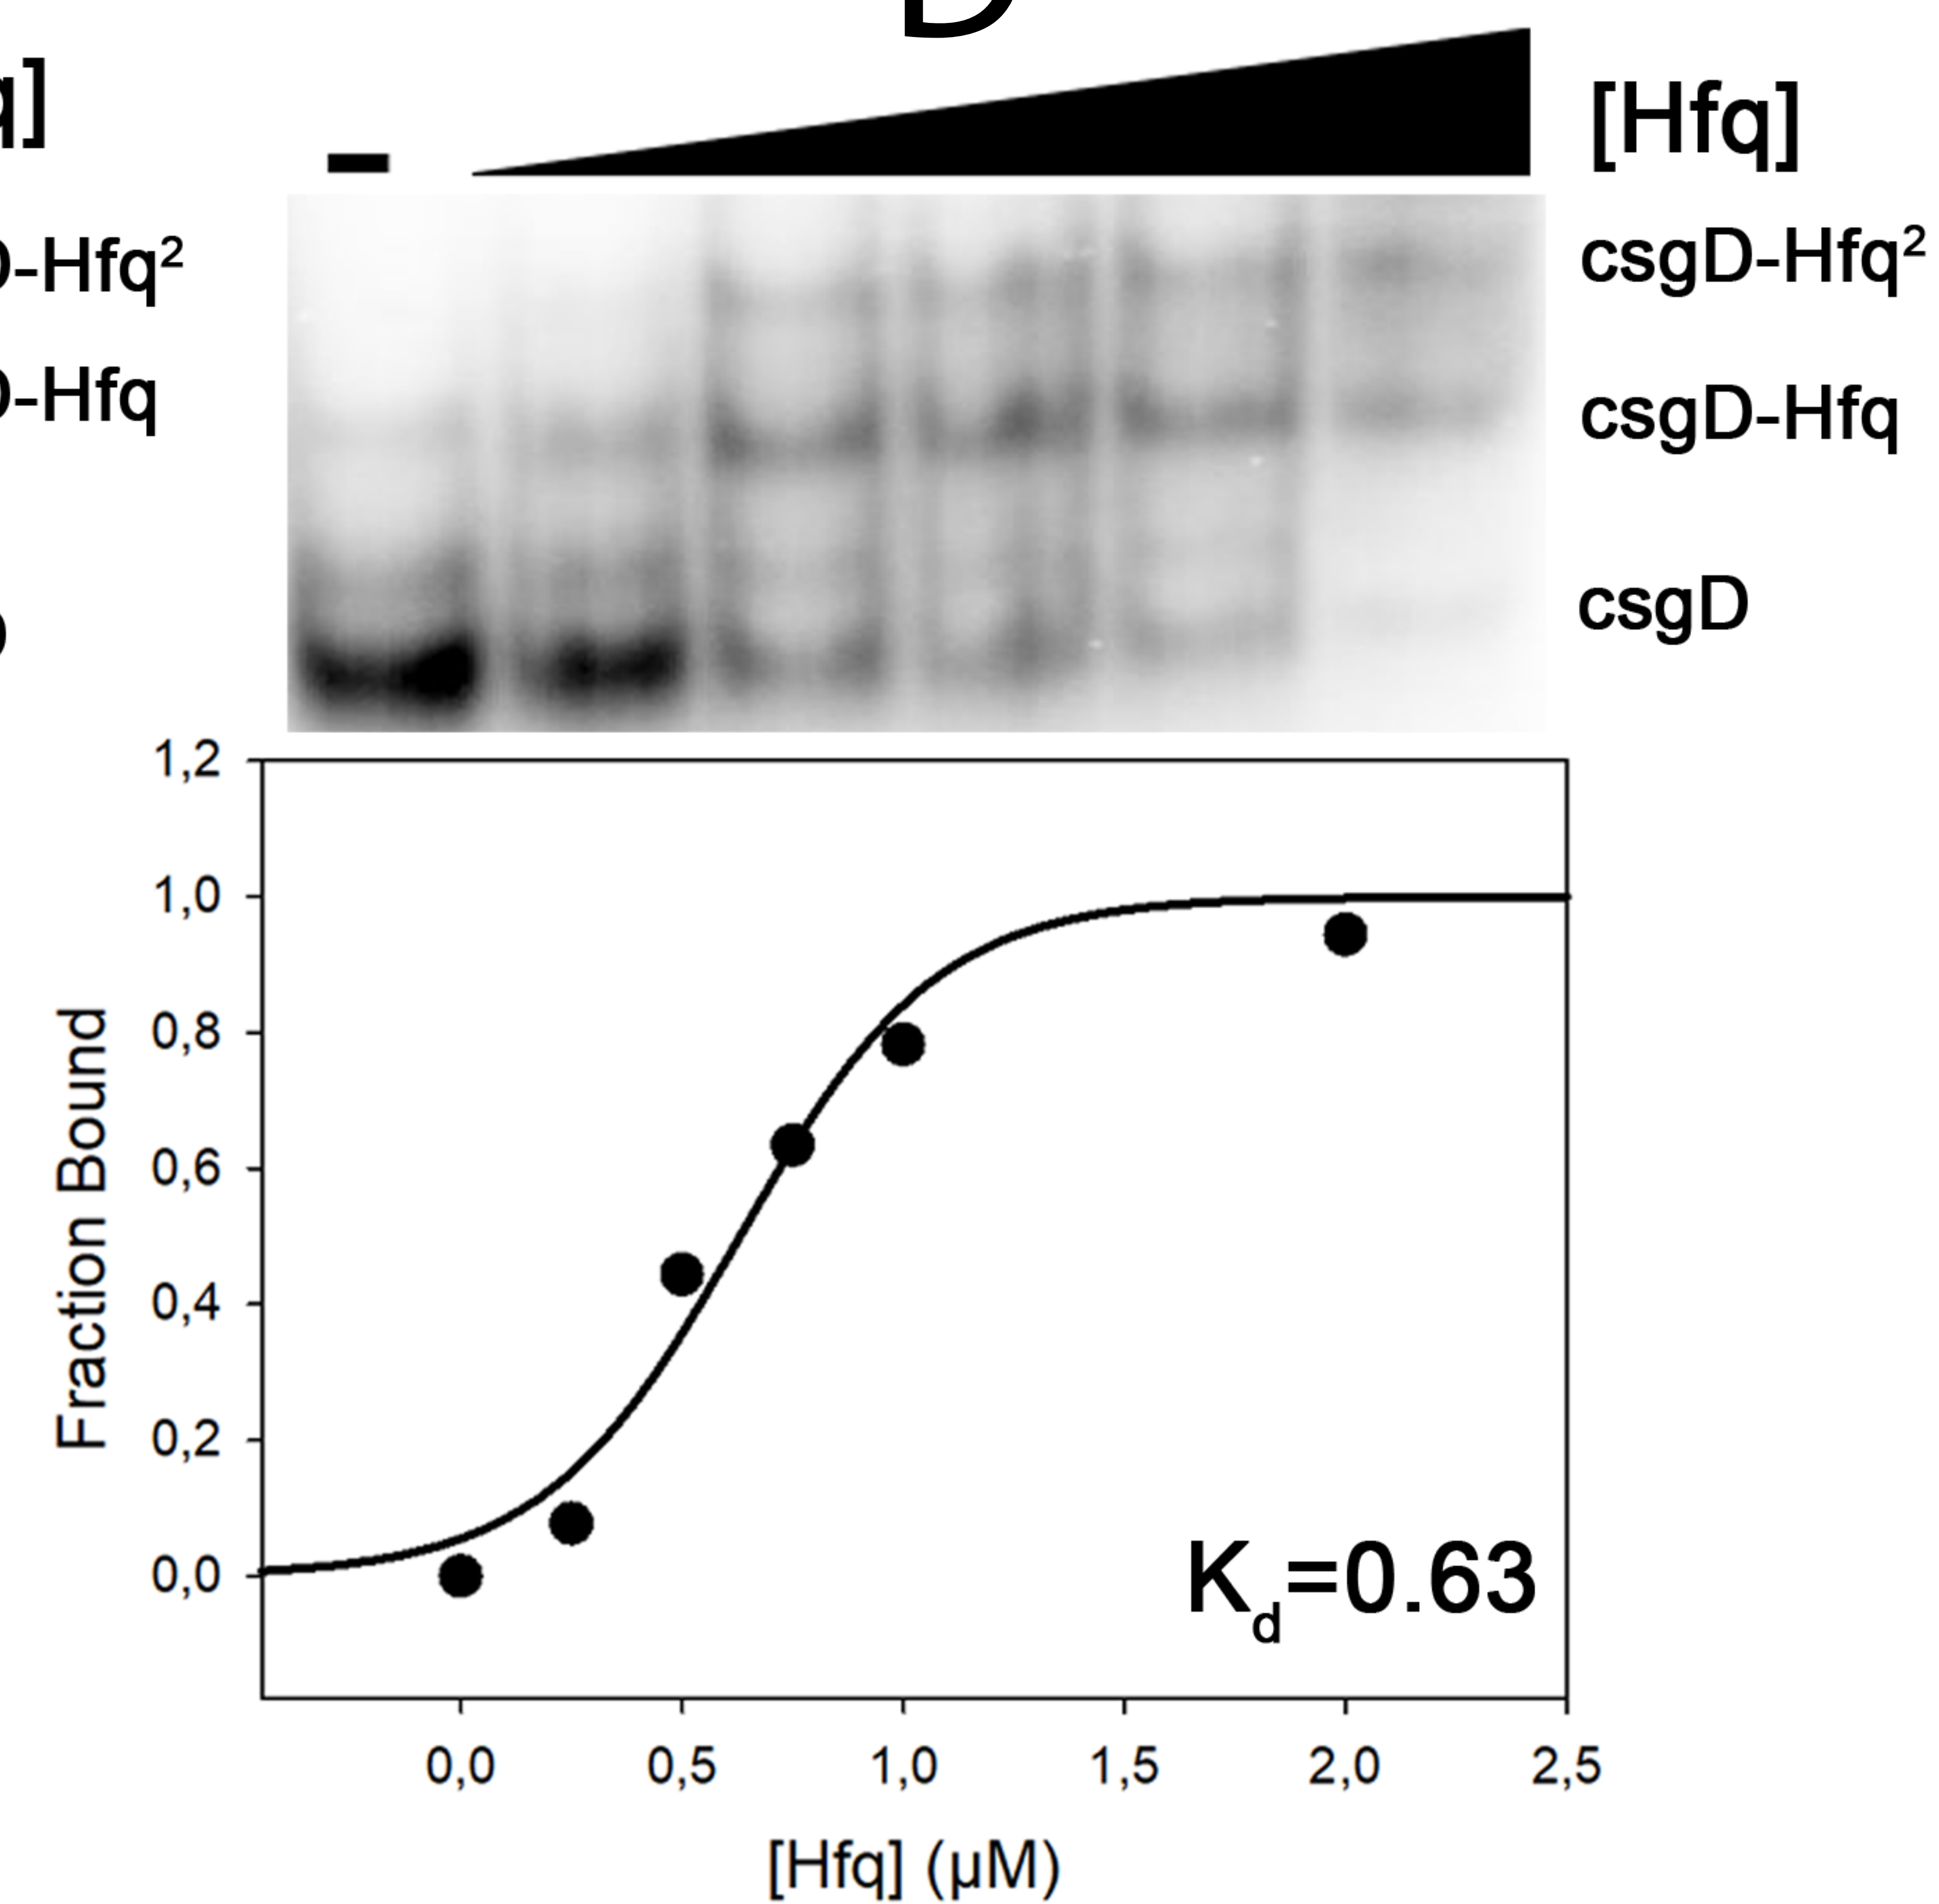 D
[Hfq]
csgD-Hfq²
csgD-Hfq
csgD
-Hfq²
-Hfq
1,2
1,0
0,8
0,6
0,4
0,2
0,0
Fraction Bound
K_d=0.63
0,0 0,5 1,0 1,5 2,0 2,5
[Hfq] (µM)